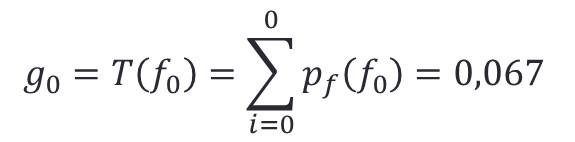 g₀ = T(f₀) = ∑_{i=0}^{0} p_f(f₀) = 0,067